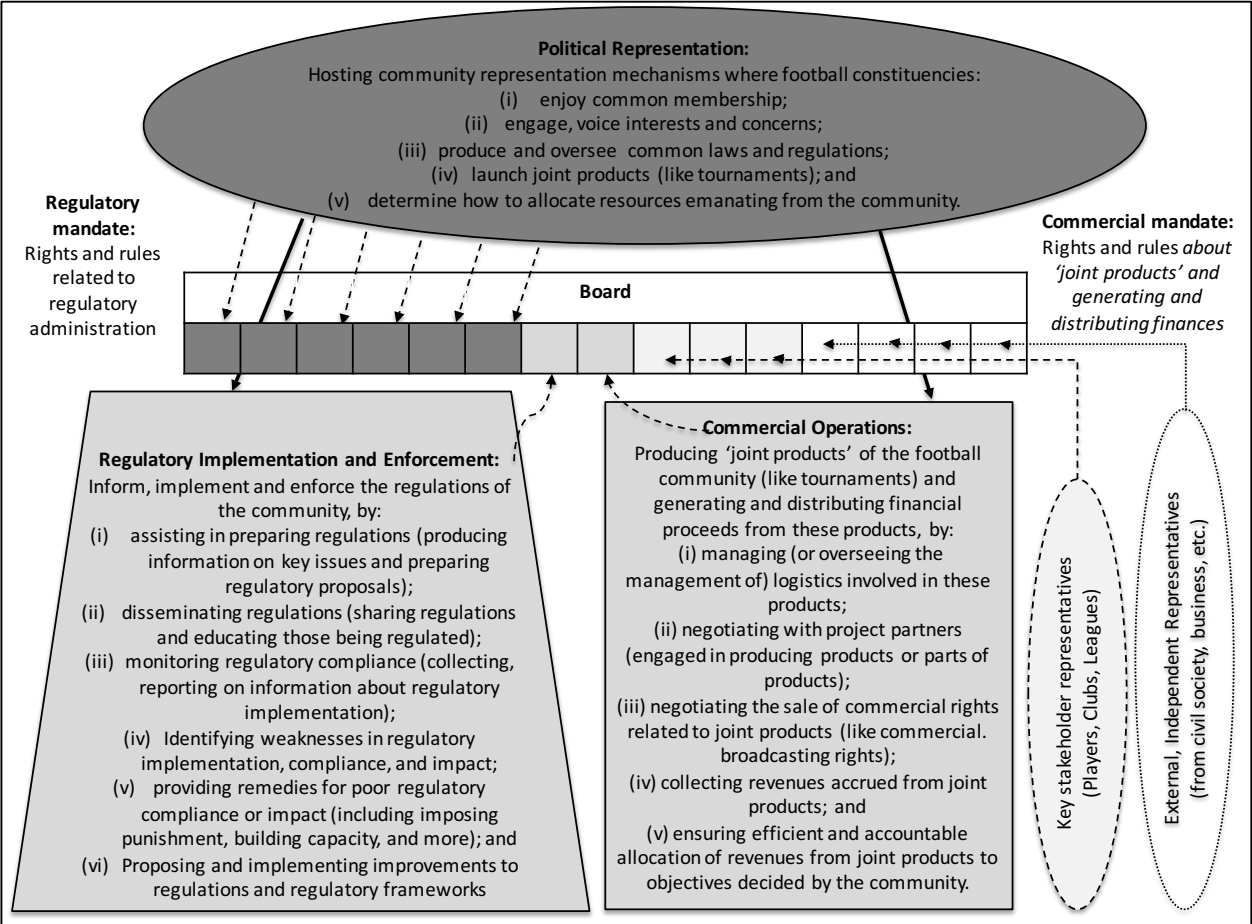 Political Representation:
Hosting community representation mechanisms where football constituencies:
(i) enjoy common membership;
(ii) engage, voice interests and concerns;
(iii) produce and oversee common laws and regulations;
(iv) launch joint products (like tournaments); and
(v) determine how to allocate resources emanating from the community.
Regulatory
mandate:
Rights and rules
related to
regulatory
administration
Commercial mandate:
Rights and rules about
‘joint products’ and
generating and
distributing finances
Board
Regulatory Implementation and Enforcement:
Inform, implement and enforce the regulations of
the community, by:
(i) assisting in preparing regulations (producing
information on key issues and preparing
regulatory proposals);
(ii) disseminating regulations (sharing regulations
and educating those being regulated);
(iii) monitoring regulatory compliance (collecting,
reporting on information about regulatory
implementation);
(iv) Identifying weaknesses in regulatory
implementation, compliance, and impact;
(v) providing remedies for poor regulatory
compliance or impact (including imposing
punishment, building capacity, and more); and
(vi) Proposing and implementing improvements to
regulations and regulatory frameworks
Commercial Operations:
Producing ‘joint products’ of the football
community (like tournaments) and
generating and distributing financial
proceeds from these products, by:
(i) managing (or overseeing the
management of) logistics involved in these
products;
(ii) negotiating with project partners
(engaged in producing products or parts of
products);
(iii) negotiating the sale of commercial rights
related to joint products (like commercial.
broadcasting rights);
(iv) collecting revenues accrued from joint
products; and
(v) ensuring efficient and accountable
allocation of revenues from joint products to
objectives decided by the community.
Key stakeholder representatives
(Players, Clubs, Leagues)
External, Independent Representatives
(from civil society, business, etc.)